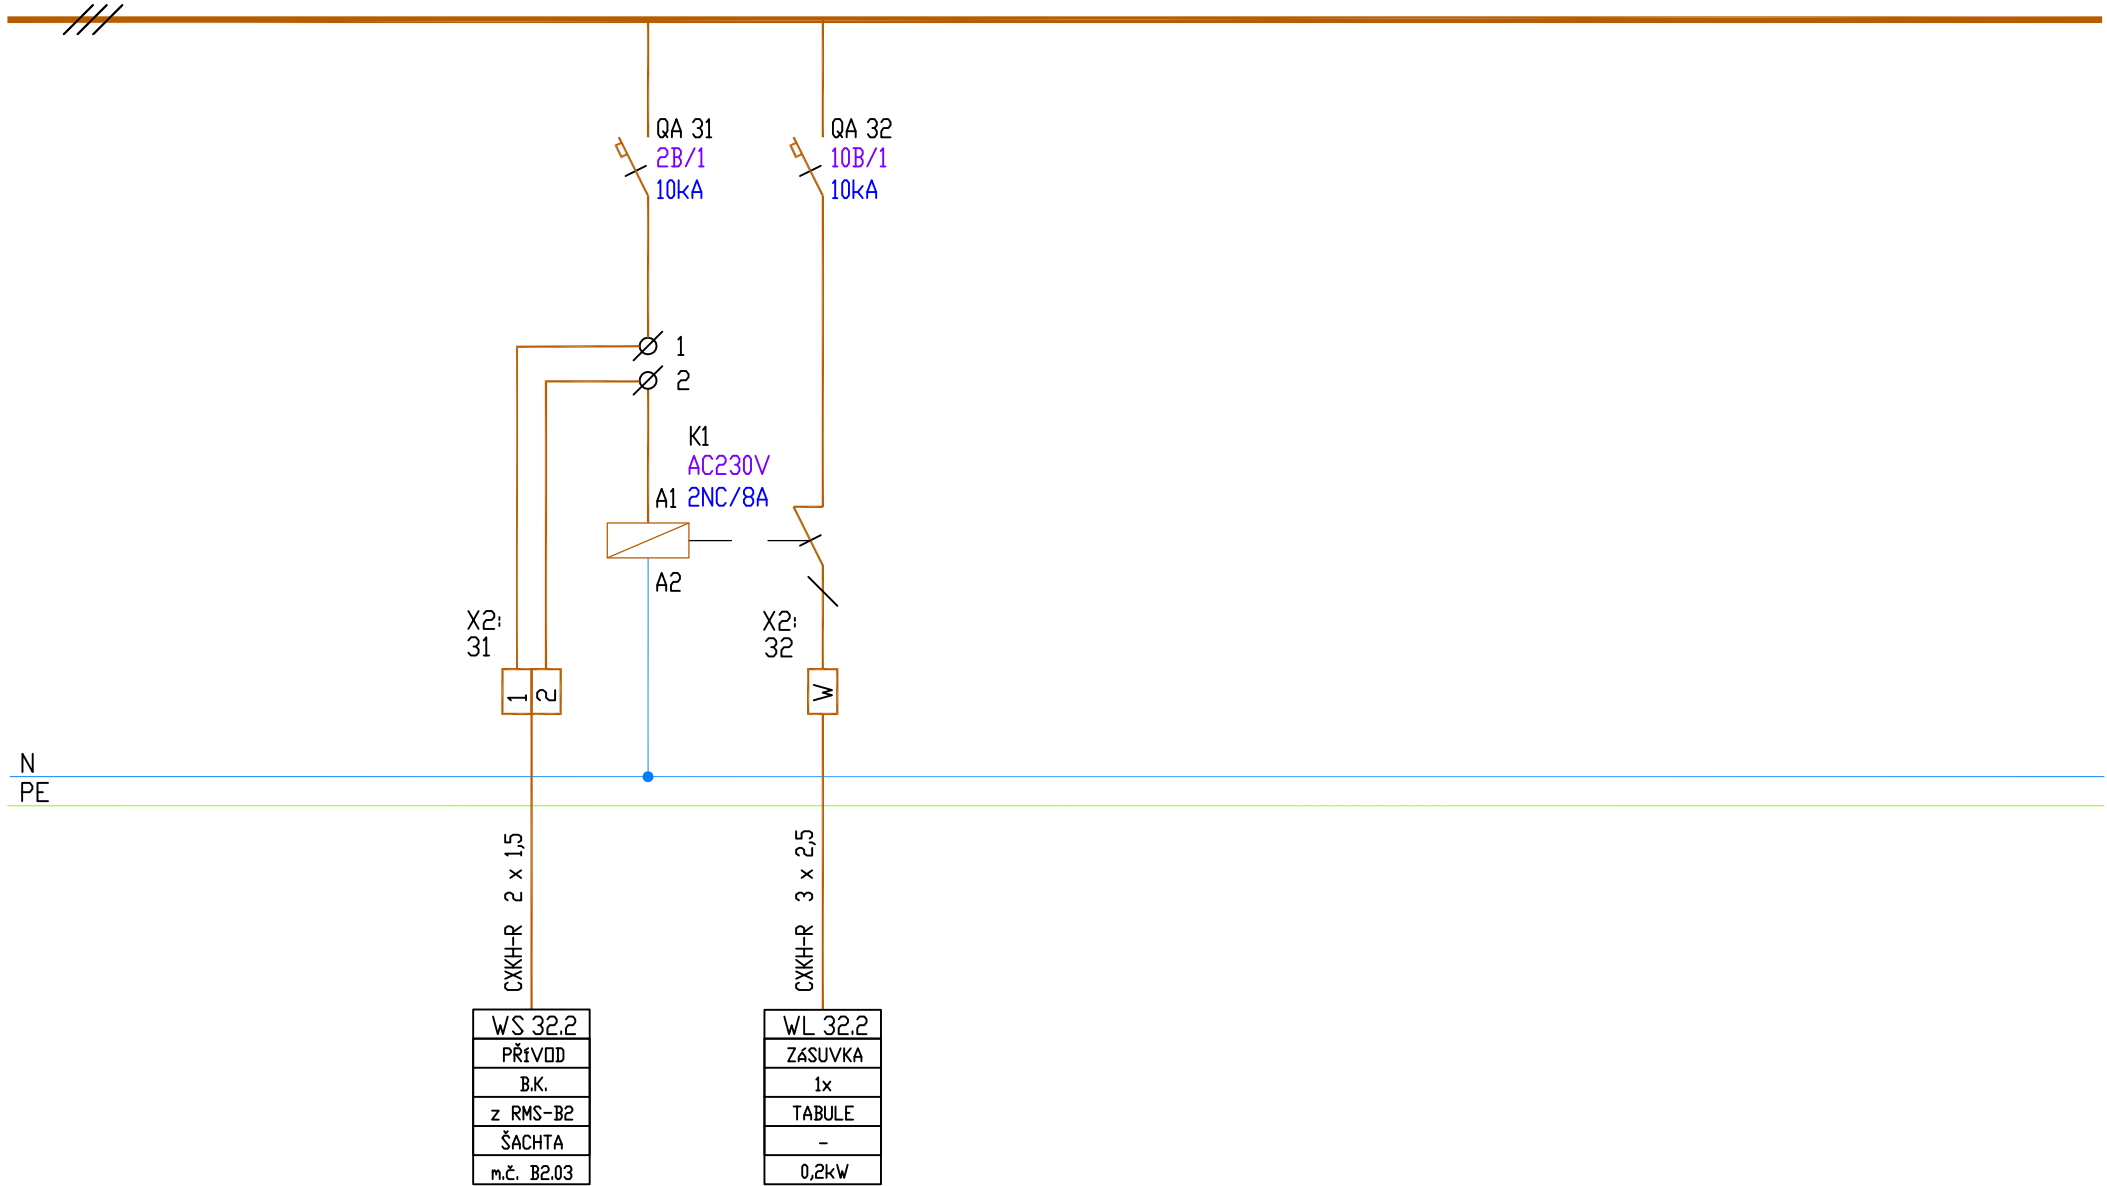 QA 31
2B/1
10kA
QA 32
10B/1
10kA
1
2
K1
AC230V
2NC/8A
A1
A2
X2:
31
1
2
X2:
32
W
N
PE
CXKH-R 2 x 1,5
CXKH-R 3 x 2,5
WS 32.2
PŘíVOD
B.K.
z RMS-B2
ŠACHTA
m.č. B2.03
WL 32.2
ZáSUVKA
1x
TABULE
-
0,2kW